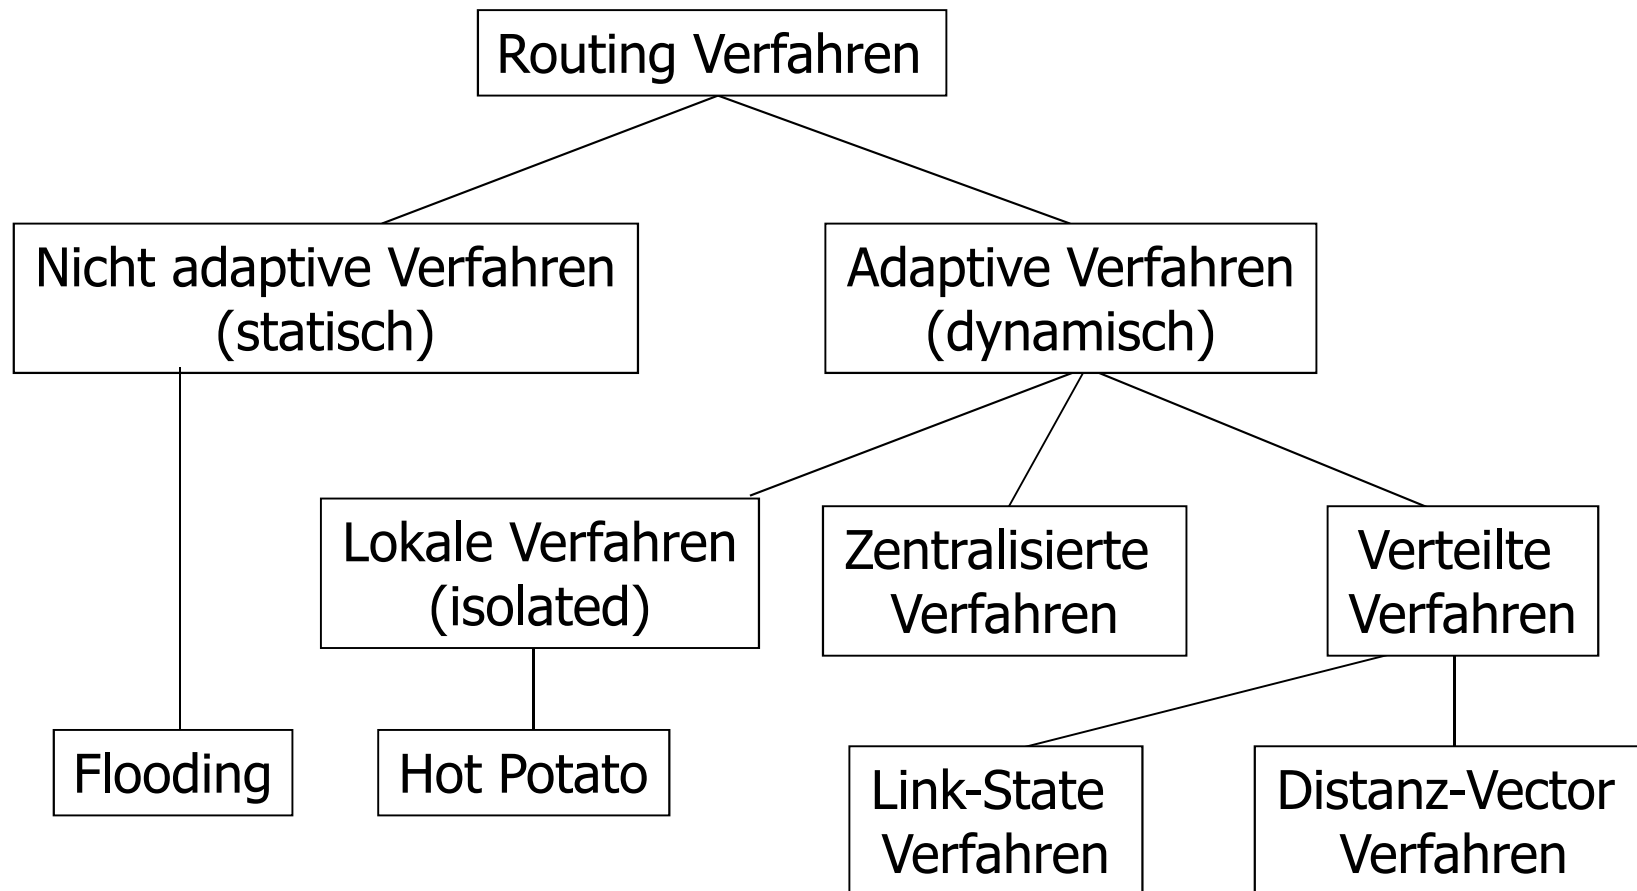 Routing Verfahren
Nicht adaptive Verfahren
(statisch)
Adaptive Verfahren
(dynamisch)
Lokale Verfahren
(isolated)
Zentralisierte
Verfahren
Verteilte
Verfahren
Flooding
Hot Potato
Link-State
Verfahren
Distanz-Vector
Verfahren